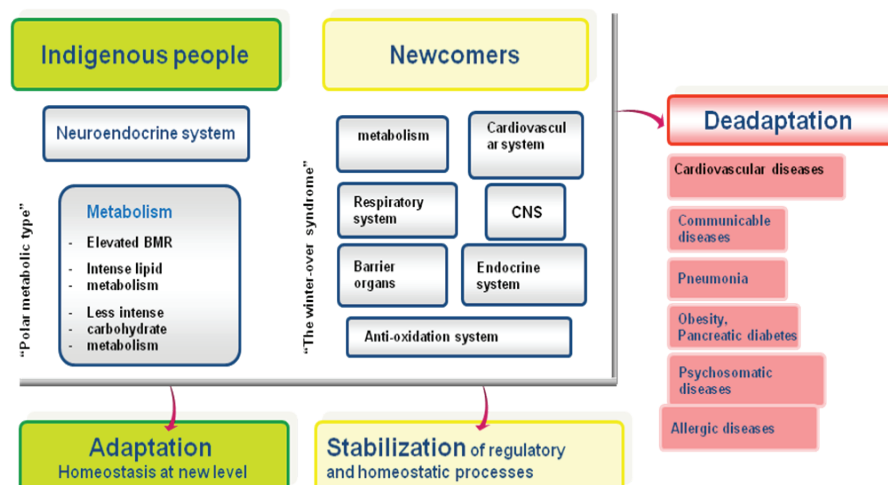 Indigenous people
Neuroendocrine system
"Polar metabolic type"
Metabolism
- Elevated BMR
- Intense lipid
- metabolism
- Less intense
- carbohydrate
- metabolism
Newcomers
"The winter-over syndrome"
metabolism
Cardiovascul
ar system
Respiratory
system
CNS
Barrier
organs
Endocrine
system
Anti-oxidation system
Deadaptation
Cardiovascular diseases
Communicable
diseases
Pneumonia
Obesity,
Pancreatic diabetes
Psychosomatic
diseases
Allergic diseases
Adaptation
Homeostasis at new level
Stabilization of regulatory
and homeostatic processes